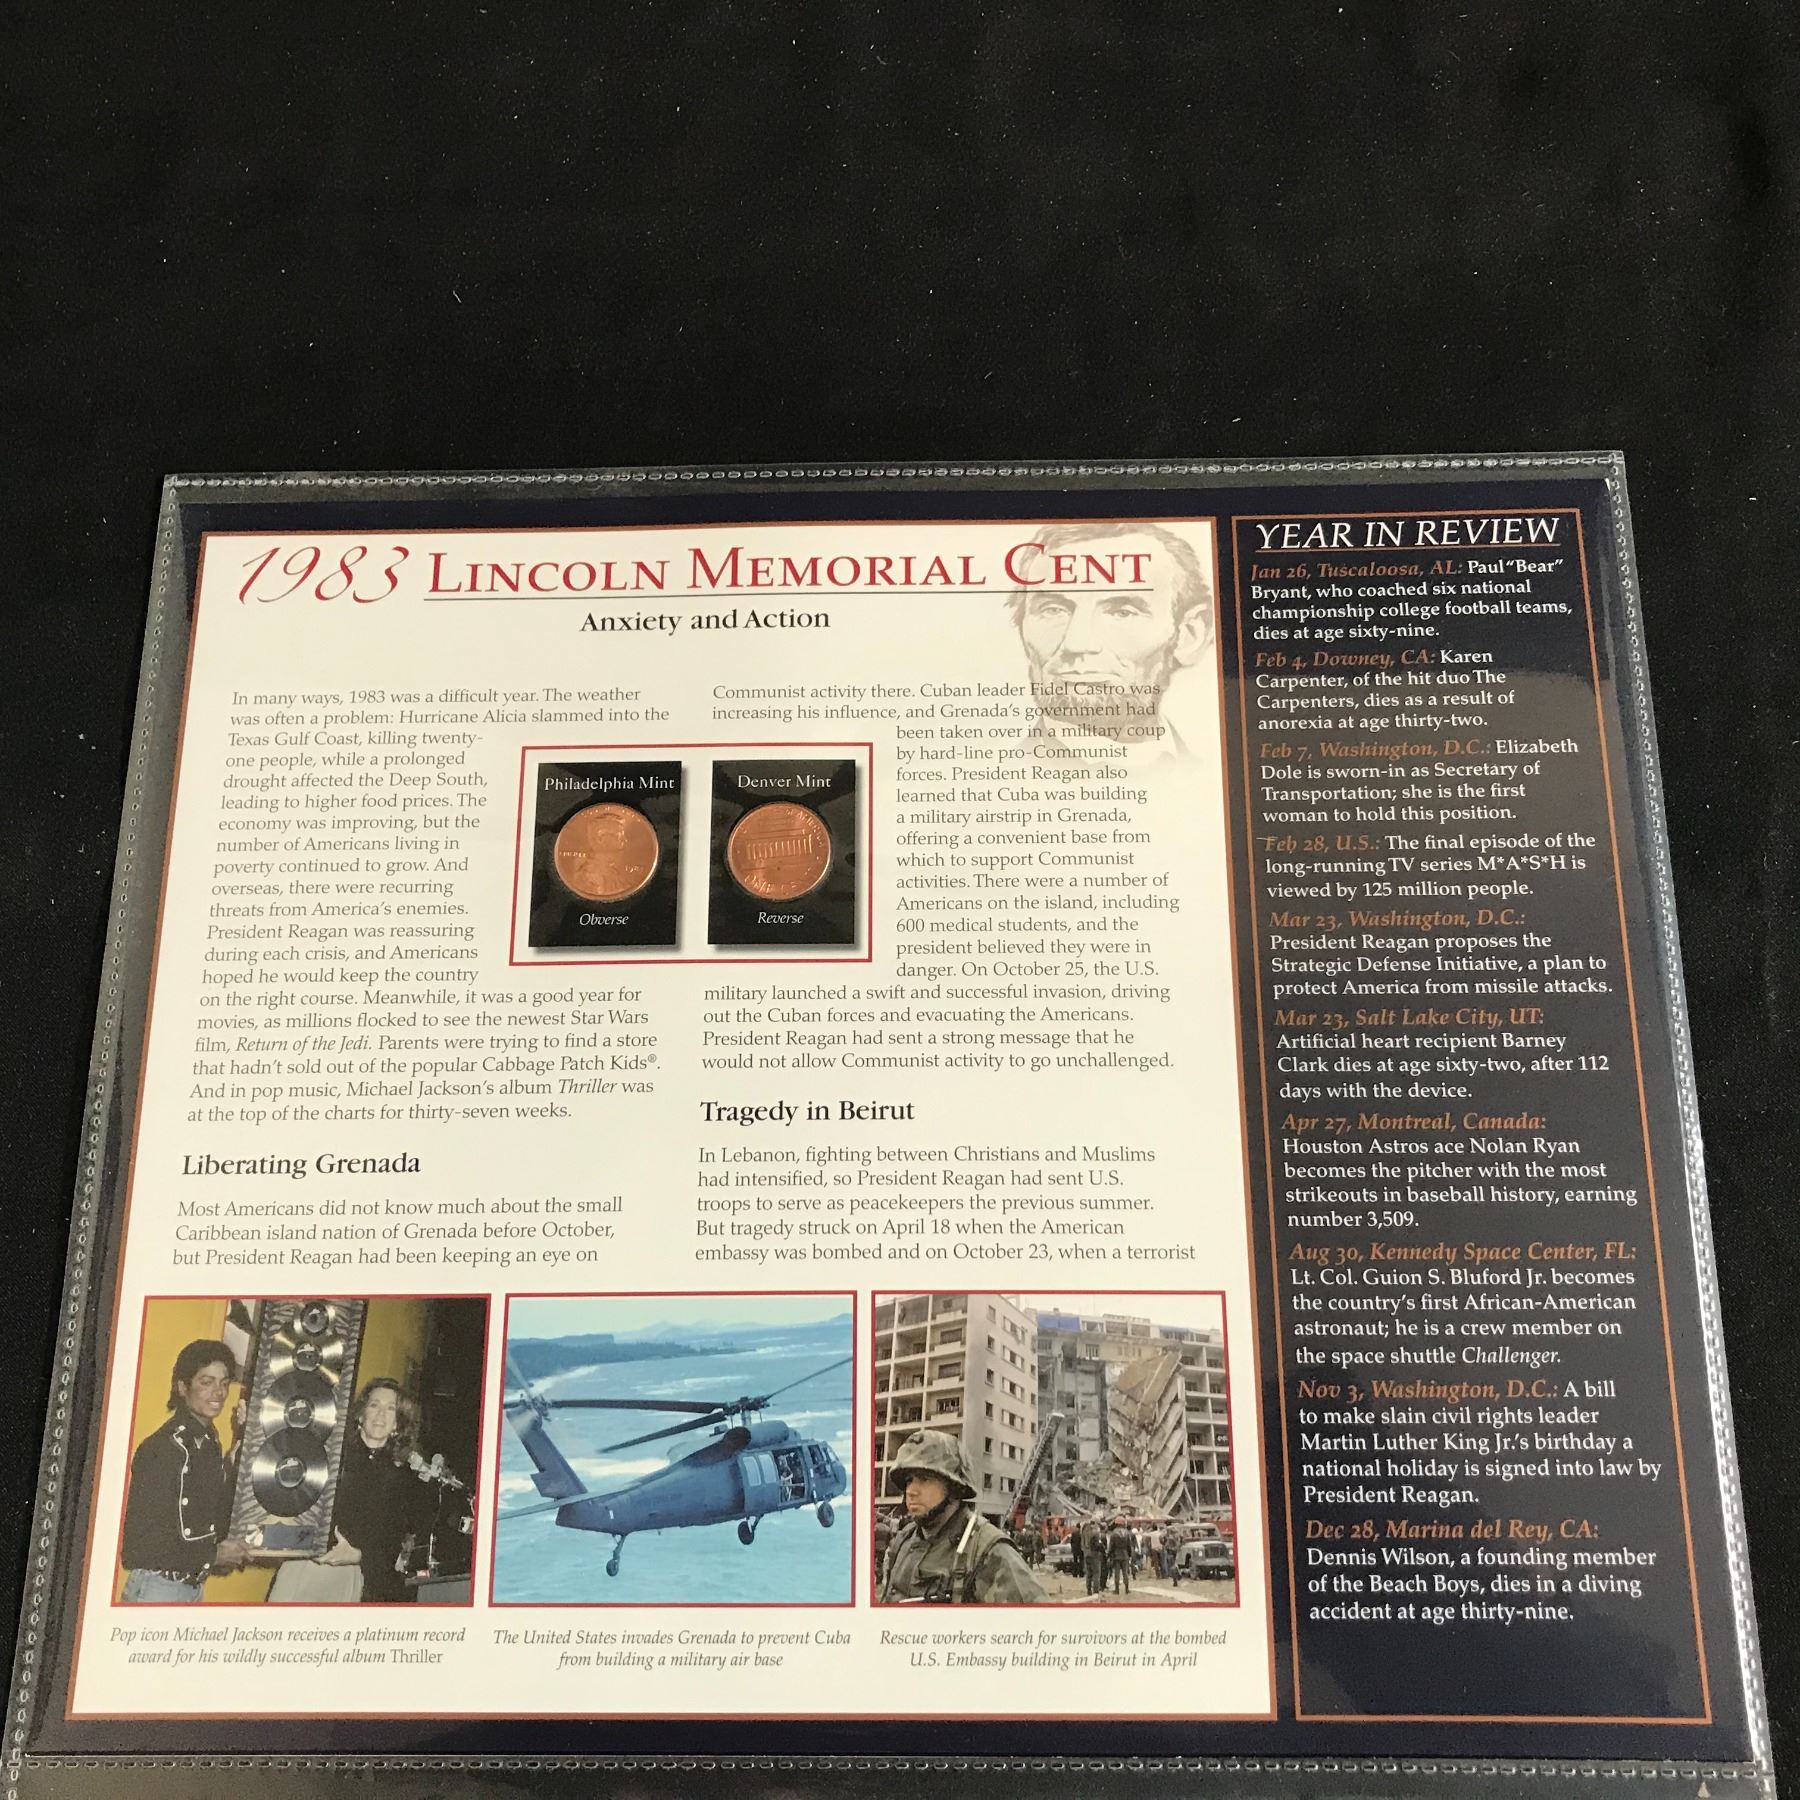 1983 LINCOLN MEMORIAL CENT
Anxiety and Action
In many ways, 1983 was a difficult year. The weather
was often a problem: Hurricane Alicia slammed into the
Texas Gulf Coast, killing twenty-
one people, while a prolonged
drought affected the Deep South,
leading to higher food prices. The
economy was improving, but the
number of Americans living in
poverty continued to grow. And
overseas, there were recurring
threats from America's enemies.
President Reagan was reassuring
during each crisis, and Americans
hoped he would keep the country
on the right course. Meanwhile, it was a good year for
movies, as millions flocked to see the newest Star Wars
film, Return of the Jedi. Parents were trying to find a store
that hadn't sold out of the popular Cabbage Patch Kids®.
And in pop music, Michael Jackson's album Thriller was
at the top of the charts for thirty-seven weeks.
Liberating Grenada
Most Americans did not know much about the small
Caribbean island nation of Grenada before October,
but President Reagan had been keeping an eye on
Communist activity there. Cuban leader Fidel Castro was
increasing his influence, and Grenada's government had
been taken over in a military coup
by hard-line pro-Communist
forces. President Reagan also
learned that Cuba was building
a military airstrip in Grenada,
offering a convenient base from
which to support Communist
activities. There were a number of
Americans on the island, including
600 medical students, and the
president believed they were in
danger. On October 25, the U.S.
military launched a swift and successful invasion, driving
out the Cuban forces and evacuating the Americans.
President Reagan had sent a strong message that he
would not allow Communist activity to go unchallenged.
Tragedy in Beirut
In Lebanon, fighting between Christians and Muslims
had intensified, so President Reagan had sent U.S.
troops to serve as peacekeepers the previous summer.
But tragedy struck on April 18 when the American
embassy was bombed and on October 23, when a terrorist
Philadelphia Mint
LIBERTY
1983
Obverse
Denver Mint
ONE CENT
Reverse
Pop icon Michael Jackson receives a platinum record
award for his wildly successful album Thriller
The United States invades Grenada to prevent Cuba
from building a military air base
Rescue workers search for survivors at the bombed
U.S. Embassy building in Beirut in April
YEAR IN REVIEW
Jan 26, Tuscaloosa, AL: Paul "Bear"
Bryant, who coached six national
championship college football teams,
dies at age sixty-nine.
Feb 4, Downey, CA: Karen
Carpenter, of the hit duo The
Carpenters, dies as a result of
anorexia at age thirty-two.
Feb 7, Washington, D.C.: Elizabeth
Dole is sworn-in as Secretary of
Transportation; she is the first
woman to hold this position.
Feb 28, U.S.: The final episode of the
long-running TV series M*A*S*H is
viewed by 125 million people.
Mar 23, Washington, D.C.:
President Reagan proposes the
Strategic Defense Initiative, a plan to
protect America from missile attacks.
Mar 23, Salt Lake City, UT:
Artificial heart recipient Barney
Clark dies at age sixty-two, after 112
days with the device.
Apr 27, Montreal, Canada:
Houston Astros ace Nolan Ryan
becomes the pitcher with the most
strikeouts in baseball history, earning
number 3,509.
Aug 30, Kennedy Space Center, FL:
Lt. Col. Guion S. Bluford Jr. becomes
the country's first African-American
astronaut; he is a crew member on
the space shuttle Challenger.
Nov 3, Washington, D.C.: A bill
to make slain civil rights leader
Martin Luther King Jr.'s birthday a
national holiday is signed into law by
President Reagan.
Dec 28, Marina del Rey, CA:
Dennis Wilson, a founding member
of the Beach Boys, dies in a diving
accident at age thirty-nine.